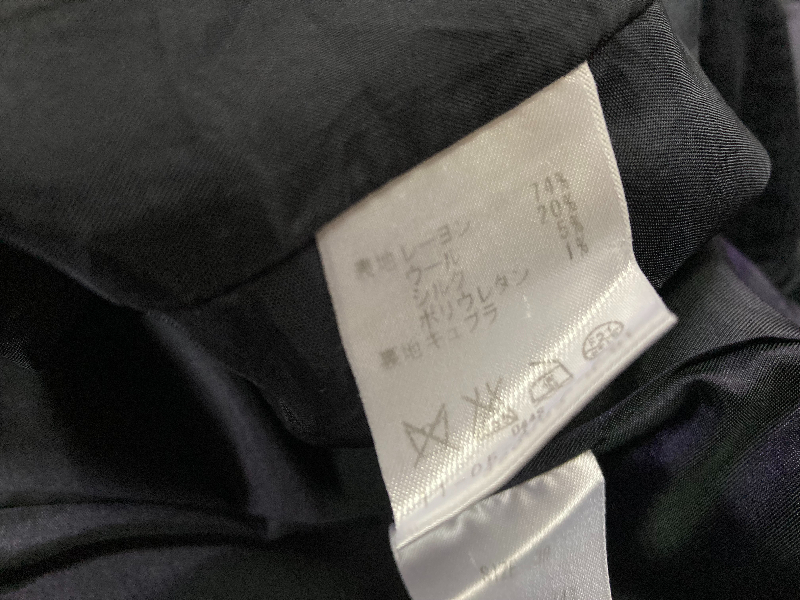 表地 レーヨン 74%
ウール 20%
シルク 5%
ポリウレタン 1%
裏地 キュプラ
SIZE